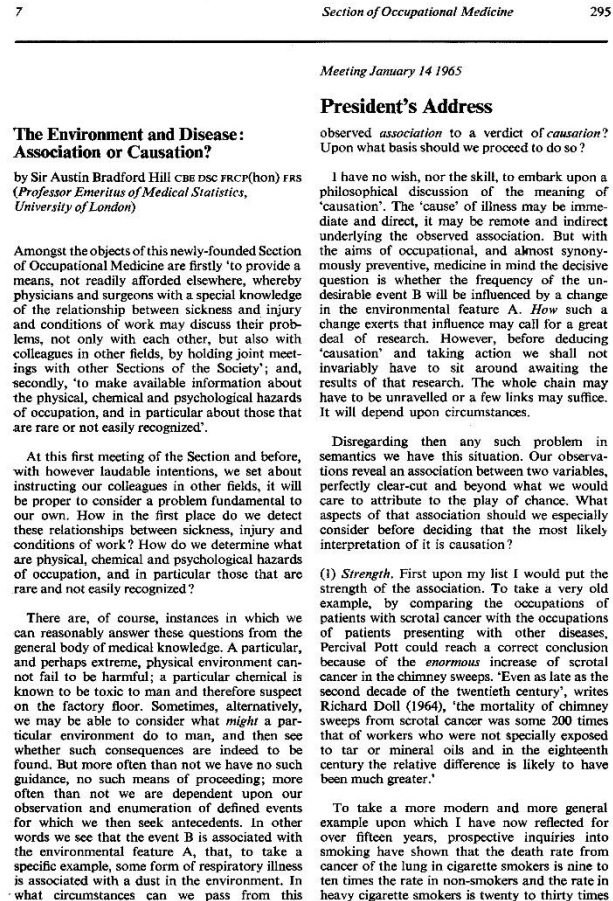 7
Section of Occupational Medicine
295
Meeting January 14 1965
President's Address
The Environment and Disease:
Association or Causation?
by Sir Austin Bradford Hill CBE DSC FRCP(hon) FRS
(Professor Emeritus of Medical Statistics,
University of London)
Amongst the objects of this newly-founded Section
of Occupational Medicine are firstly 'to provide a
means, not readily afforded elsewhere, whereby
physicians and surgeons with a special knowledge
of the relationship between sickness and injury
and conditions of work may discuss their prob-
lems, not only with each other, but also with
colleagues in other fields, by holding joint meet-
ings with other Sections of the Society'; and,
secondly, 'to make available information about
the physical, chemical and psychological hazards
of occupation, and in particular about those that
are rare or not easily recognized'.
At this first meeting of the Section and before,
with however laudable intentions, we set about
instructing our colleagues in other fields, it will
be proper to consider a problem fundamental to
our own. How in the first place do we detect
these relationships between sickness, injury and
conditions of work? How do we determine what
are physical, chemical and psychological hazards
of occupation, and in particular those that are
rare and not easily recognized?
There are, of course, instances in which we
can reasonably answer these questions from the
general body of medical knowledge. A particular,
and perhaps extreme, physical environment can-
not fail to be harmful; a particular chemical is
known to be toxic to man and therefore suspect
on the factory floor. Sometimes, alternatively,
we may be able to consider what might a par-
ticular environment do to man, and then see
whether such consequences are indeed to be
found. But more often than not we have no such
guidance, no such means of proceeding; more
often than not we are dependent upon our
observation and enumeration of defined events
for which we then seek antecedents. In other
words we see that the event B is associated with
the environmental feature A, that, to take a
specific example, some form of respiratory illness
is associated with a dust in the environment. In
what circumstances can we pass from this
observed association to a verdict of causation?
Upon what basis should we proceed to do so?
I have no wish, nor the skill, to embark upon a
philosophical discussion of the meaning of
'causation'. The 'cause' of illness may be imme-
diate and direct, it may be remote and indirect
underlying the observed association. But with
the aims of occupational, and almost synony-
mously preventive, medicine in mind the decisive
question is whether the frequency of the un-
desirable event B will be influenced by a change
in the environmental feature A. How such a
change exerts that influence may call for a great
deal of research. However, before deducing
'causation' and taking action we shall not
invariably have to sit around awaiting the
results of that research. The whole chain may
have to be unravelled or a few links may suffice.
It will depend upon circumstances.
Disregarding then any such problem in
semantics we have this situation. Our observa-
tions reveal an association between two variables,
perfectly clear-cut and beyond what we would
care to attribute to the play of chance. What
aspects of that association should we especially
consider before deciding that the most likely
interpretation of it is causation?
(1) Strength. First upon my list I would put the
strength of the association. To take a very old
example, by comparing the occupations of
patients with scrotal cancer with the occupations
of patients presenting with other diseases,
Percival Pott could reach a correct conclusion
because of the enormous increase of scrotal
cancer in the chimney sweeps. 'Even as late as the
second decade of the twentieth century', writes
Richard Doll (1964), 'the mortality of chimney
sweeps from scrotal cancer was some 200 times
that of workers who were not specially exposed
to tar or mineral oils and in the eighteenth
century the relative difference is likely to have
been much greater.'
To take a more modern and more general
example upon which I have now reflected for
over fifteen years, prospective inquiries into
smoking have shown that the death rate from
cancer of the lung in cigarette smokers is nine to
ten times the rate in non-smokers and the rate in
heavy cigarette smokers is twenty to thirty times